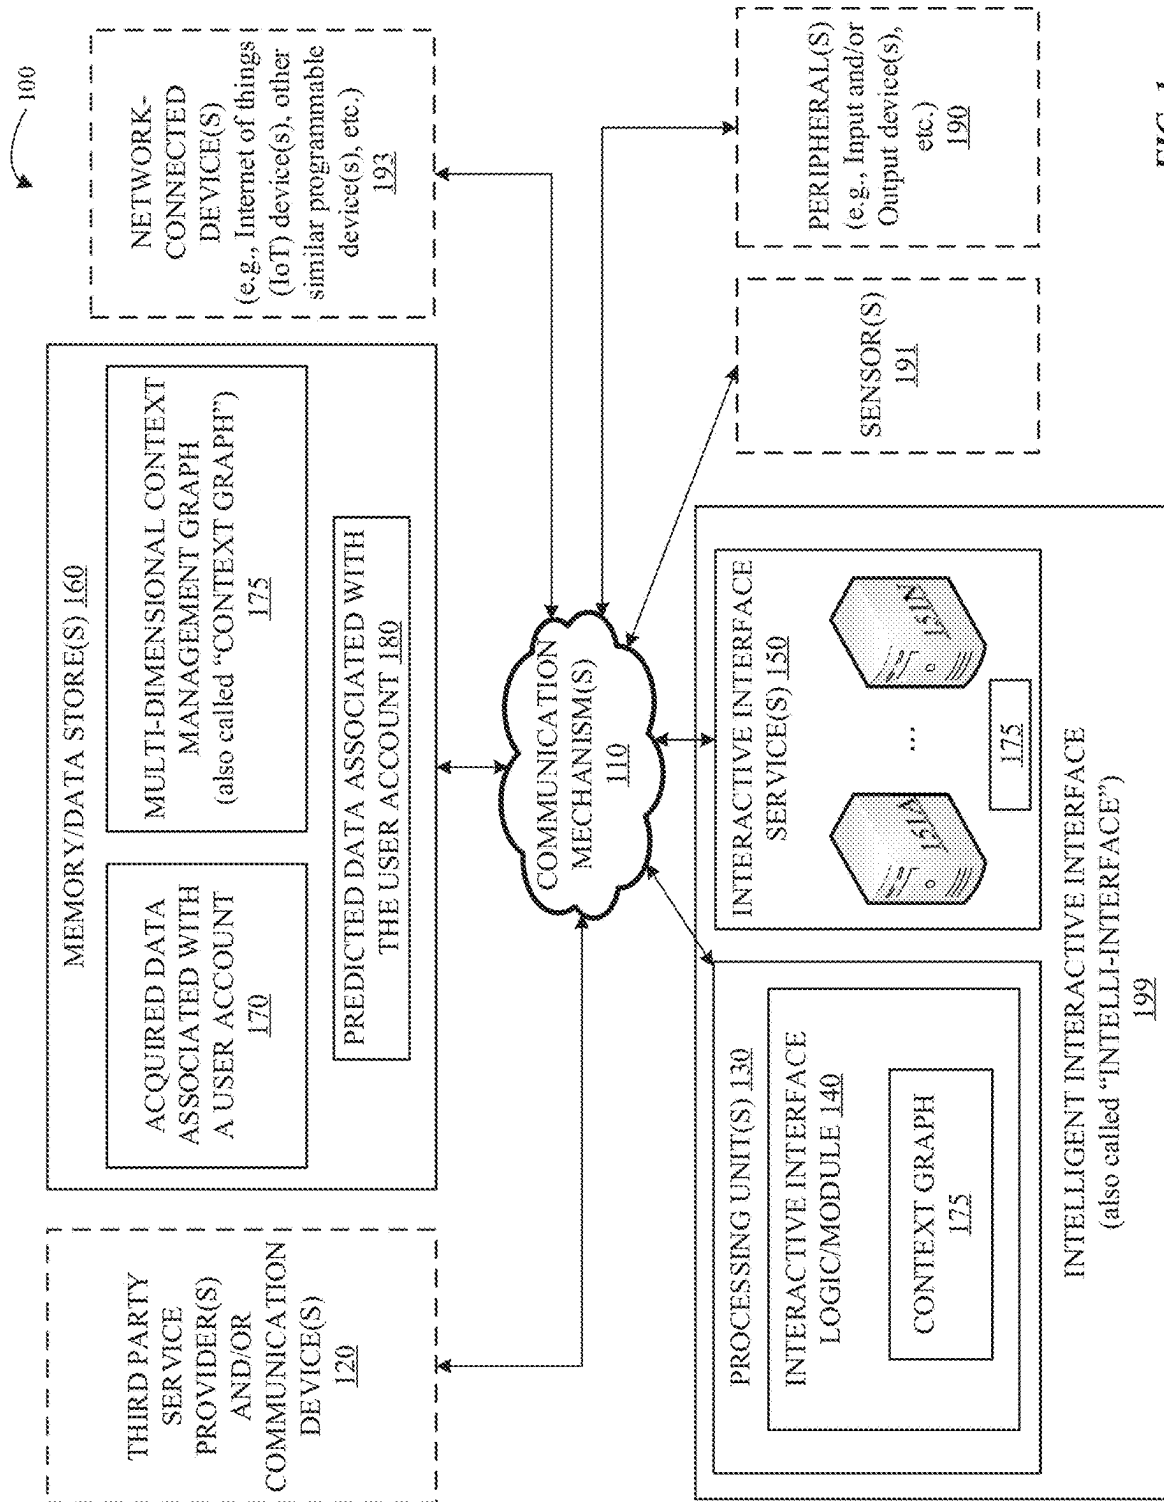 100
THIRD PARTY
SERVICE
PROVIDER(S)
AND/OR
COMMUNICATION
DEVICE(S)
120
MEMORY/DATA STORE(S) 160
ACQUIRED DATA
ASSOCIATED WITH
A USER ACCOUNT
170
MULTI-DIMENSIONAL CONTEXT
MANAGEMENT GRAPH
(also called “CONTEXT GRAPH”)
175
PREDICTED DATA ASSOCIATED WITH
THE USER ACCOUNT 180
NETWORK-
CONNECTED
DEVICE(S)
(e.g., Internet of things
(IoT) device(s), other
similar programmable
device(s), etc.)
193
COMMUNICATION
MECHANISM(S)
110
PROCESSING UNIT(S) 130
INTERACTIVE INTERFACE
LOGIC/MODULE 140
CONTEXT GRAPH
175
INTERACTIVE INTERFACE
SERVICE(S) 150
...
175
INTELLIGENT INTERACTIVE INTERFACE
(also called “INTELLI-INTERFACE”)
199
SENSOR(S)
191
PERIPHERAL(S)
(e.g., Input and/or
Output device(s),
etc.)
190